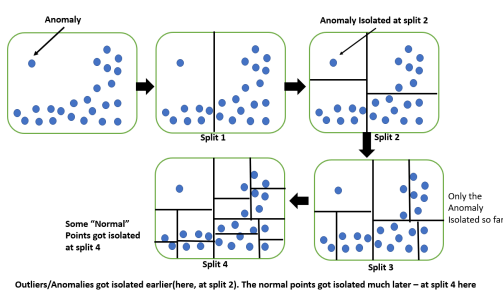 Anomaly
Anomaly Isolated at split 2
Split 1
Split 2
Some “Normal”
Points got isolated
at split 4
Only the
Anomaly
Isolated so far
Split 4
Split 3
Outliers/Anomalies got isolated earlier(here, at split 2). The normal points got isolated much later – at split 4 here